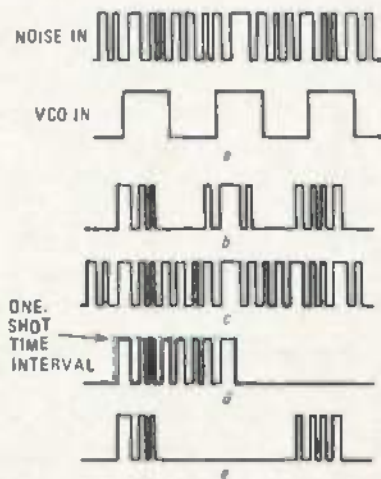 NOISE IN
VCO IN
a
b
c
ONE-
SHOT
TIME
INTERVAL
d
e